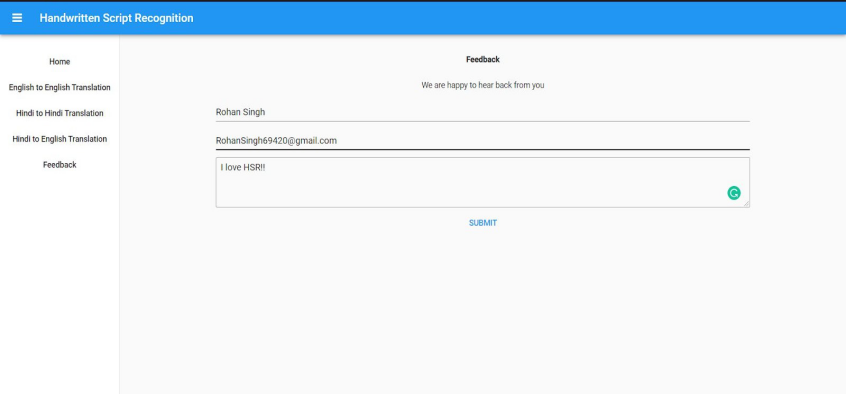 Handwritten Script Recognition
Home
English to English Translation
Hindi to Hindi Translation
Hindi to English Translation
Feedback
Feedback
We are happy to hear back from you
Rohan Singh
RohanSingh69420@gmail.com
I love HSR!!
SUBMIT